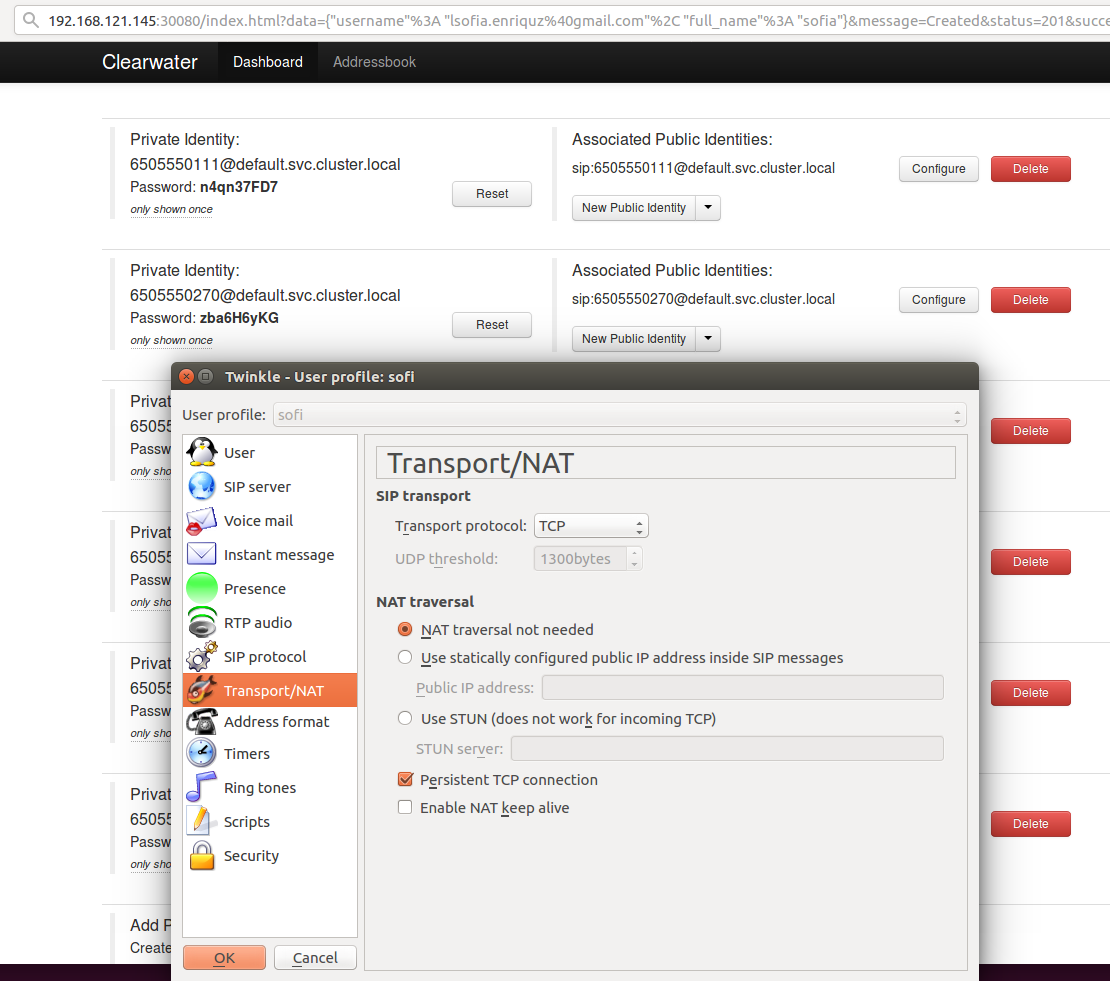 192.168.121.145:30080/index.html?data={"username"%3A "lsofia.enriquz%40gmail.com"%2C "full_name"%3A "sofia"}&message=Created&status=201&succe
Clearwater Dashboard Addressbook
Private Identity: Associated Public Identities:
6505550111@default.svc.cluster.local sip:6505550111@default.svc.cluster.local Configure Delete
Password: n4qn37FD7 Reset
only shown once New Public Identity
Private Identity: Associated Public Identities:
6505550270@default.svc.cluster.local sip:6505550270@default.svc.cluster.local Configure Delete
Password: zba6H6yKG Reset
only shown once New Public Identity
Twinkle - User profile: sofi
Privat
User profile: sofi
6505 Delete
Passw
only sho
Privat
6505 Delete
Passw
only sho
Privat
6505 Delete
Passw
only sho
Privat
6505 Delete
Passw
only sho
Add P
Create
User
SIP server
Voice mail
Instant message
Presence
RTP audio
SIP protocol
Transport/NAT
Address format
Timers
Ring tones
Scripts
Security
OK Cancel
Transport/NAT
SIP transport
Transport protocol: TCP
UDP threshold: 1300bytes
NAT traversal
NAT traversal not needed
Use statically configured public IP address inside SIP messages
Public IP address:
Use STUN (does not work for incoming TCP)
STUN server:
Persistent TCP connection
Enable NAT keep alive